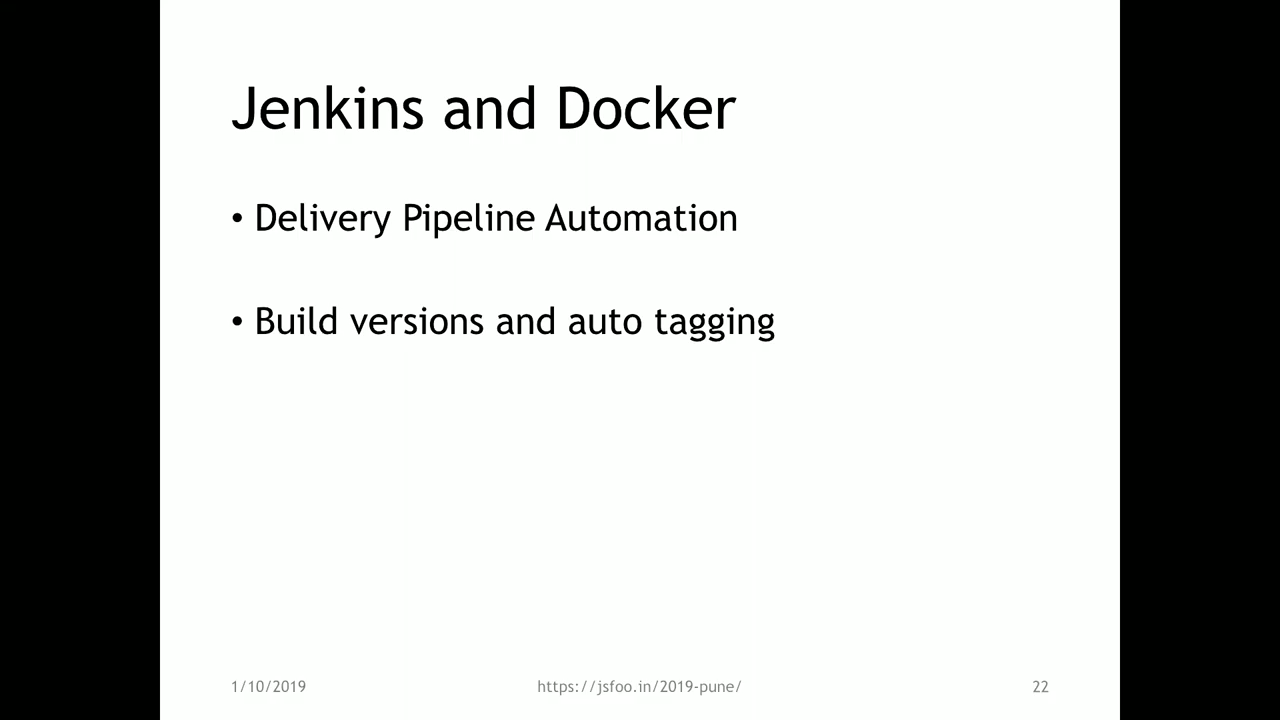 Jenkins and Docker
• Delivery Pipeline Automation
• Build versions and auto tagging
1/10/2019 https://jsfoo.in/2019-pune/ 22